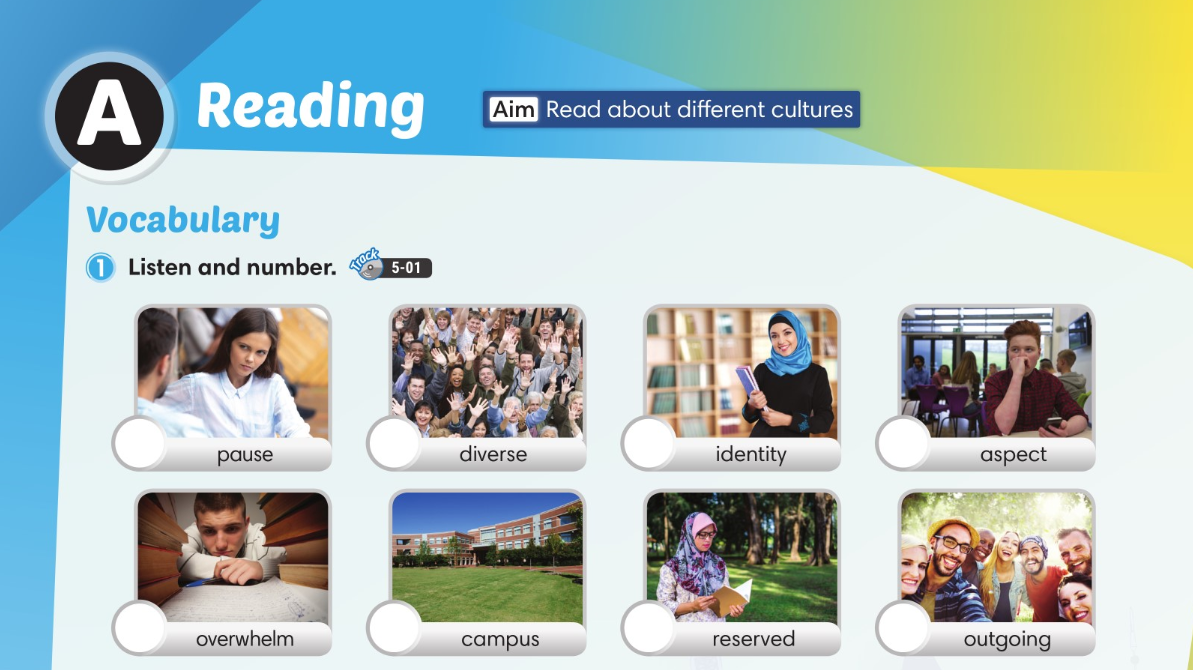 A Reading
Aim Read about different cultures
Vocabulary
1 Listen and number. Track 5-01
pause diverse identity aspect
overwhelm campus reserved outgoing